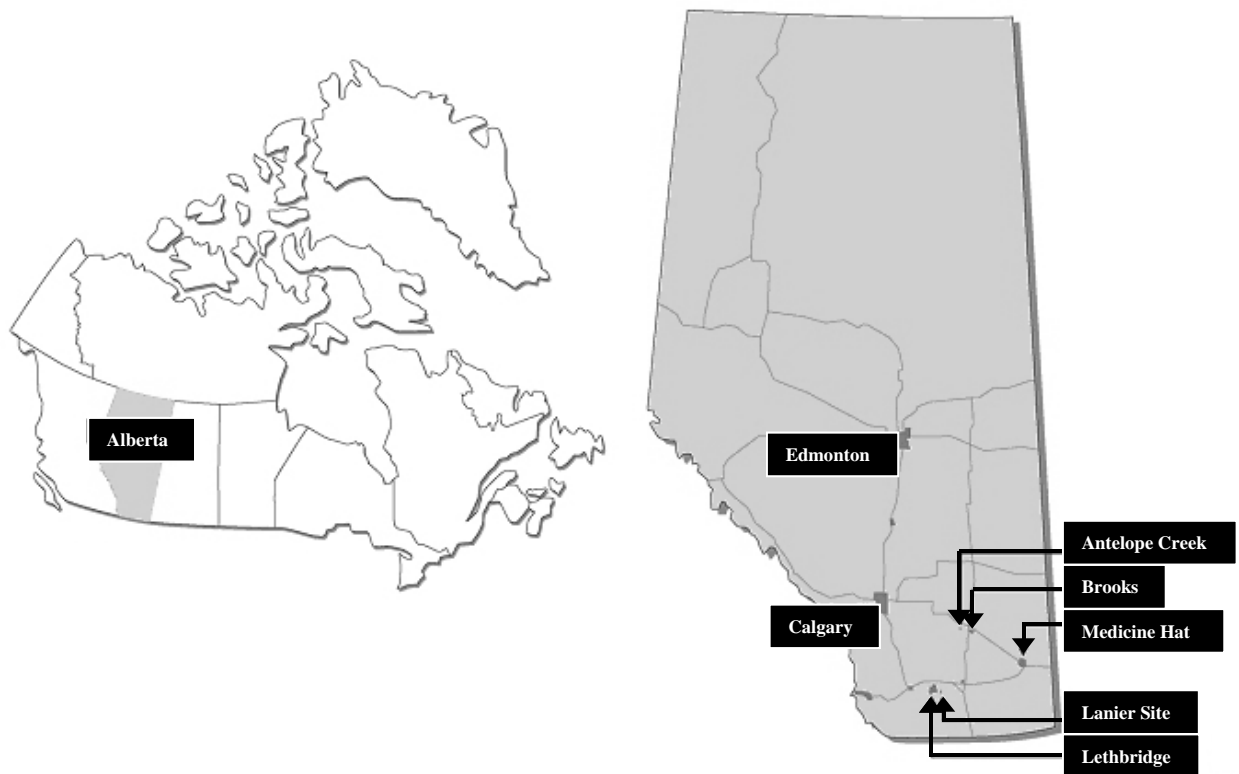 Alberta
Edmonton
Calgary
Antelope Creek
Brooks
Medicine Hat
Lanier Site
Lethbridge